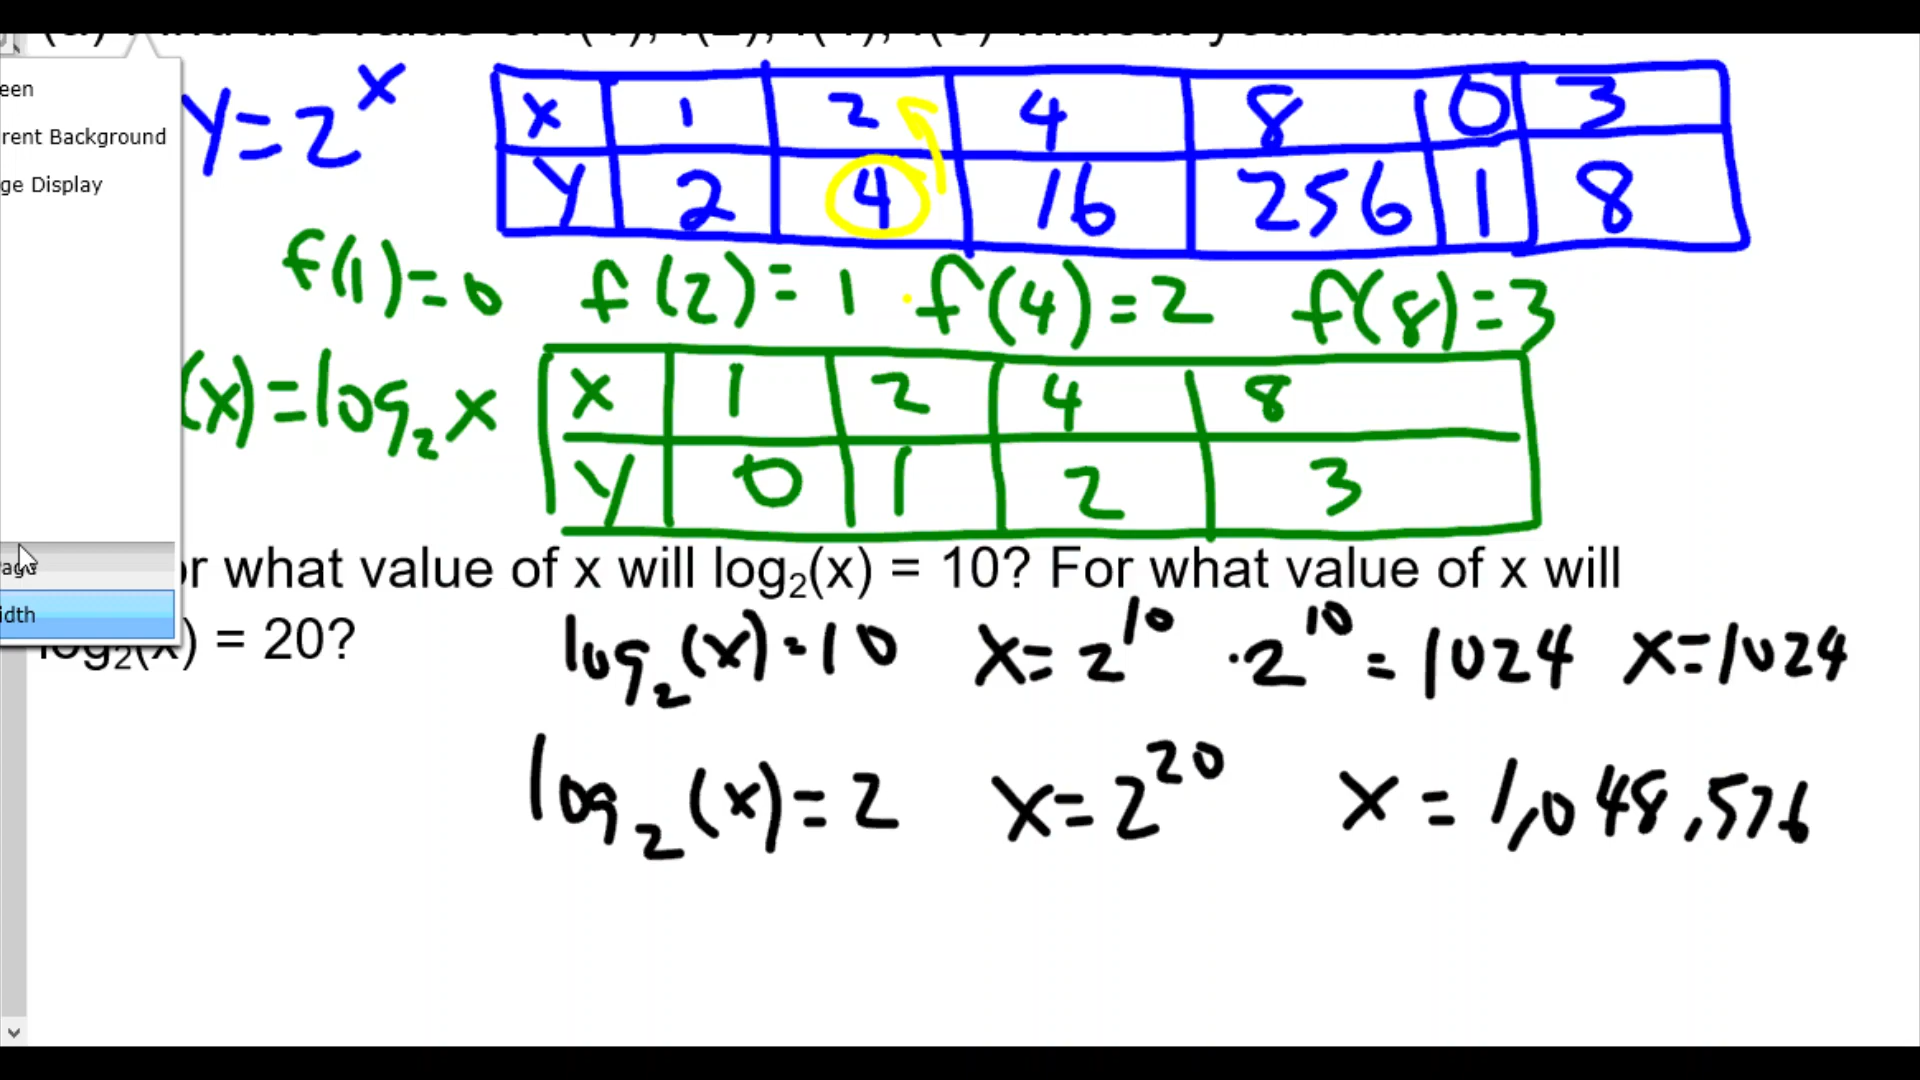 een
rent Background
ge Display
age
idth
y=2^x
x 1 2 4 8 0 3
y 2 4 16 256 1 8
f(1)=0 f(2)=1 f(4)=2 f(8)=3
(x)=log₂x
x 1 2 4 8
y 0 1 2 3
or what value of x will log₂(x) = 10? For what value of x will
log₂(x) = 20?
log₂(x)=10 x=2^10 ·2^10=1024 x=1024
log₂(x)=2 x=2^20 x=1,048,576